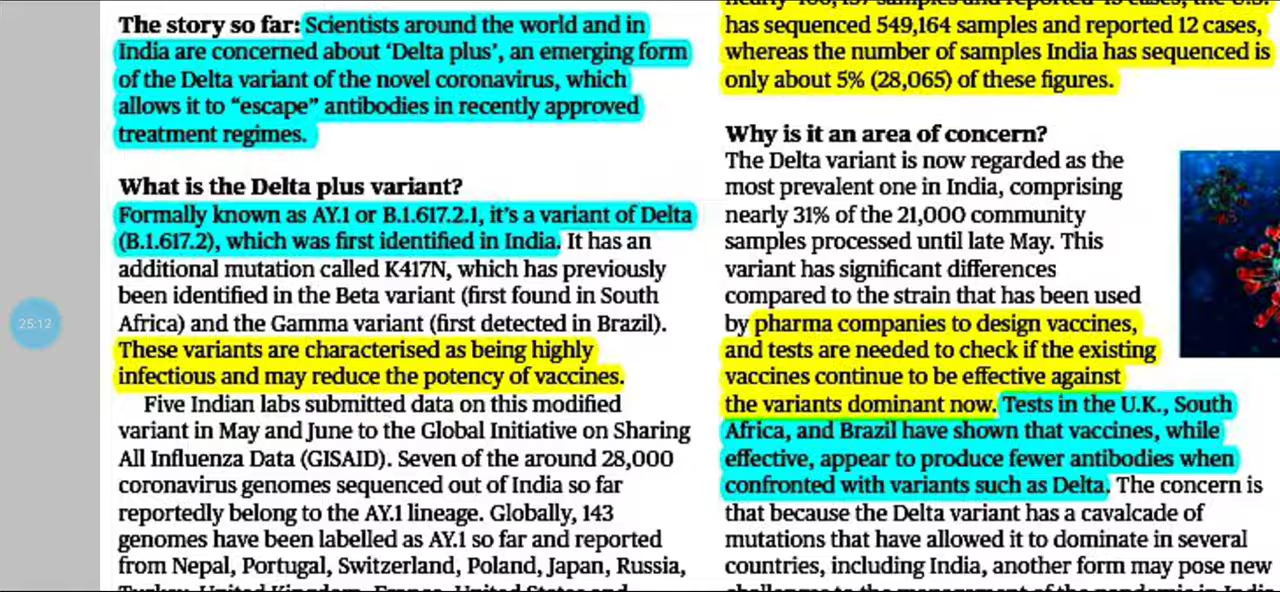 The story so far: Scientists around the world and in
India are concerned about ‘Delta plus’, an emerging form
of the Delta variant of the novel coronavirus, which
allows it to “escape” antibodies in recently approved
treatment regimes.
What is the Delta plus variant?
Formally known as AY.1 or B.1.617.2.1, it’s a variant of Delta
(B.1.617.2), which was first identified in India. It has an
additional mutation called K417N, which has previously
been identified in the Beta variant (first found in South
Africa) and the Gamma variant (first detected in Brazil).
These variants are characterised as being highly
infectious and may reduce the potency of vaccines.
Five Indian labs submitted data on this modified
variant in May and June to the Global Initiative on Sharing
All Influenza Data (GISAID). Seven of the around 28,000
coronavirus genomes sequenced out of India so far
reportedly belong to the AY.1 lineage. Globally, 143
genomes have been labelled as AY.1 so far and reported
from Nepal, Portugal, Switzerland, Poland, Japan, Russia,
has sequenced 549,164 samples and reported 12 cases,
whereas the number of samples India has sequenced is
only about 5% (28,065) of these figures.
Why is it an area of concern?
The Delta variant is now regarded as the
most prevalent one in India, comprising
nearly 31% of the 21,000 community
samples processed until late May. This
variant has significant differences
compared to the strain that has been used
by pharma companies to design vaccines,
and tests are needed to check if the existing
vaccines continue to be effective against
the variants dominant now. Tests in the U.K., South
Africa, and Brazil have shown that vaccines, while
effective, appear to produce fewer antibodies when
confronted with variants such as Delta. The concern is
that because the Delta variant has a cavalcade of
mutations that have allowed it to dominate in several
countries, including India, another form may pose new
25:12